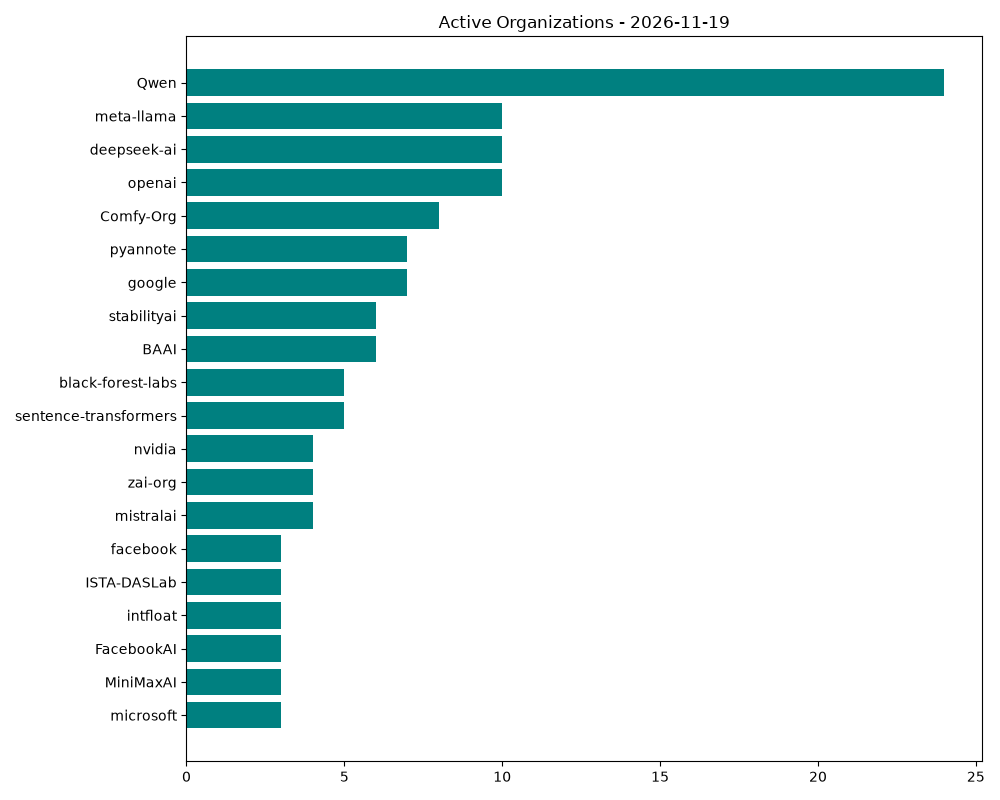 Active Organizations - 2026-11-19
Qwen
meta-llama
deepseek-ai
openai
Comfy-Org
pyannote
google
stabilityai
BAAI
black-forest-labs
sentence-transformers
nvidia
zai-org
mistralai
facebook
ISTA-DASLab
intfloat
FacebookAI
MiniMaxAI
microsoft
0 5 10 15 20 25